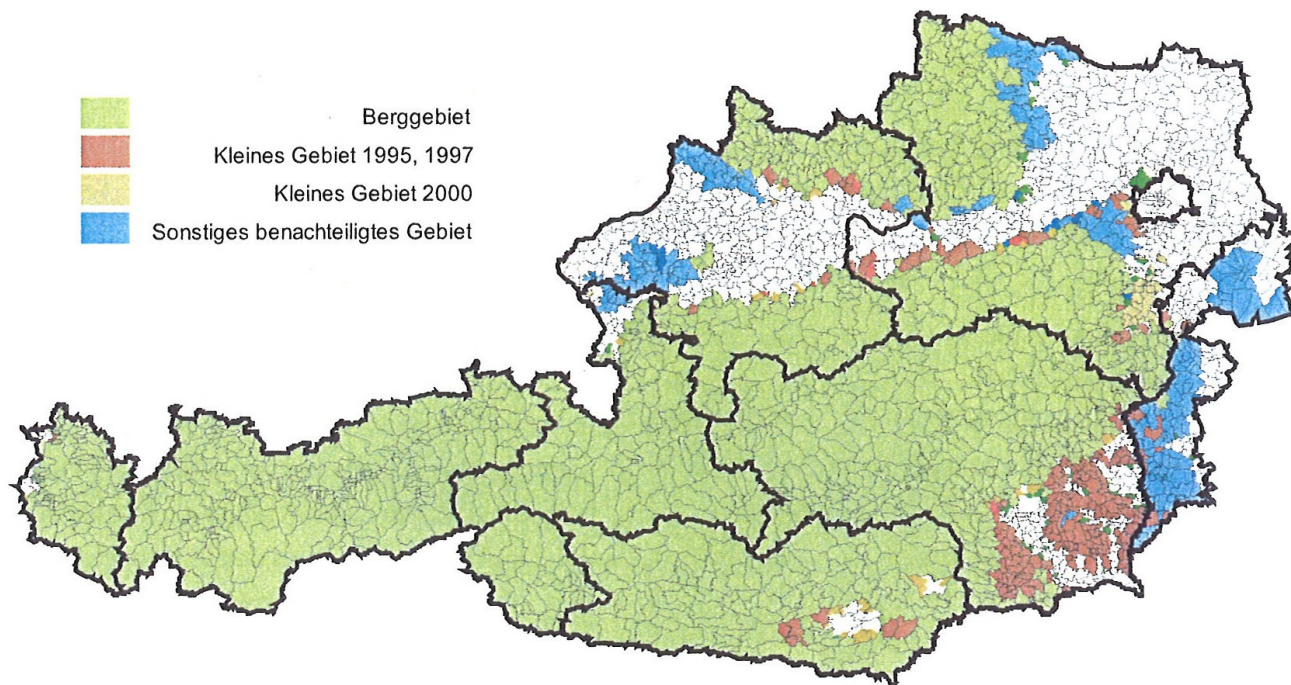 Berggebiet
Kleines Gebiet 1995, 1997
Kleines Gebiet 2000
Sonstiges benachteiligtes Gebiet